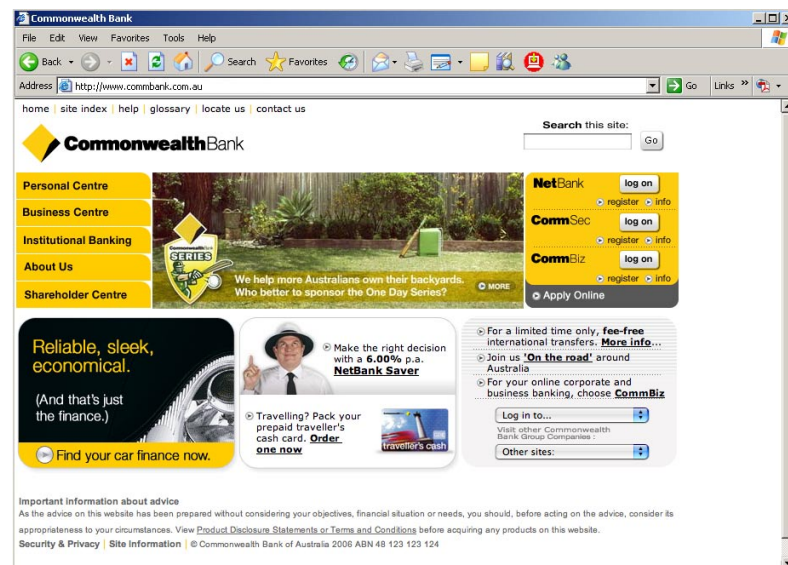 Commonwealth Bank
File Edit View Favorites Tools Help
Back Search Favorites
Address http://www.commbank.com.au Go Links »
home | site index | help | glossary | locate us | contact us
Search this site:
CommonwealthBank Go
Personal Centre
Business Centre
Institutional Banking
About Us
Shareholder Centre
CommonwealthBank
SERIES
We help more Australians own their backyards.
Who better to sponsor the One Day Series?
MORE
NetBank log on
register info
CommSec log on
register info
CommBiz log on
register info
Apply Online
Reliable, sleek,
economical.
(And that's just
the finance.)
Find your car finance now.
Make the right decision
with a 6.00% p.a.
NetBank Saver
Travelling? Pack your
prepaid traveller's
cash card. Order
one now
traveller's cash
For a limited time only, fee-free
international transfers. More info...
Join us 'On the road' around
Australia
For your online corporate and
business banking, choose CommBiz
Log in to...
Visit other Commonwealth
Bank Group Companies :
Other sites:
Important information about advice
As the advice on this website has been prepared without considering your objectives, financial situation or needs, you should, before acting on the advice, consider its
appropriateness to your circumstances. View Product Disclosure Statements or Terms and Conditions before acquiring any products on this website.
Security & Privacy | Site Information | © Commonwealth Bank of Australia 2006 ABN 48 123 123 124